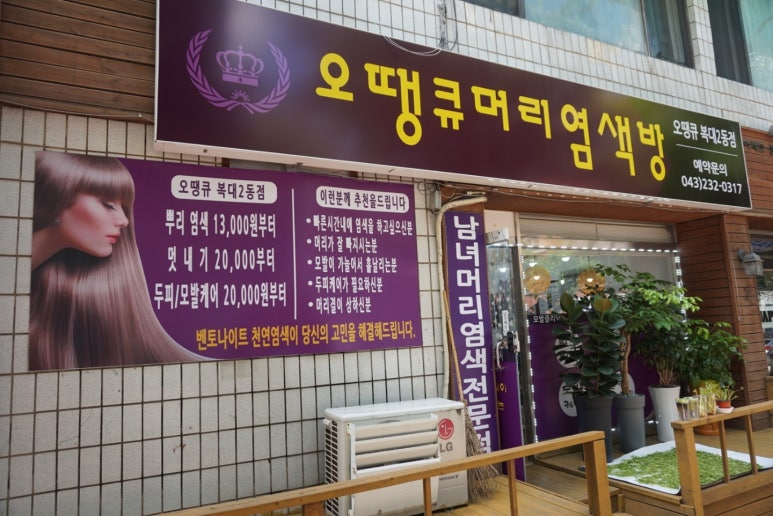 오땡큐머리염색방
오땡큐 복대2동점
예약문의
043)232-0317
오땡큐 복대2동점
뿌리 염색 13,000원부터
멋 내 기 20,000부터
두피/모발케어 20,000원부터
이런분께 추천을드립니다
• 빠른시간내에 염색을 하고싶으신분
• 머리가 잘 빠지시는분
• 모발이 가늘어서 흘날리는분
• 두피케어가 필요하신분
• 머리결이 상하신분
벤토나이트 천연염색이 당신의 고민을 해결해드립니다.
남녀머리염색전문점
LG